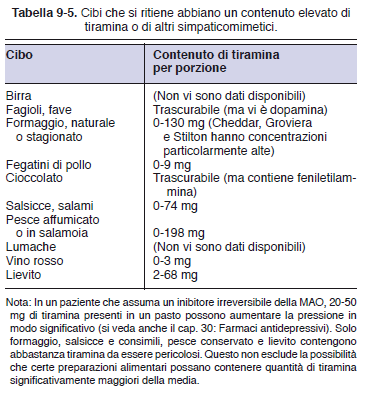 Tabella 9-5. Cibi che si ritiene abbiano un contenuto elevato di
tiramina o di altri simpaticomimetici.
Cibo Contenuto di tiramina
per porzione
Birra (Non vi sono dati disponibili)
Fagioli, fave Trascurabile (ma vi è dopamina)
Formaggio, naturale 0-130 mg (Cheddar, Groviera
o stagionato e Stilton hanno concentrazioni
particolarmente alte)
Fegatini di pollo 0-9 mg
Cioccolato Trascurabile (ma contiene feniletilam-
mina)
Salsicce, salami 0-74 mg
Pesce affumicato
o in salamoia 0-198 mg
Lumache (Non vi sono dati disponibili)
Vino rosso 0-3 mg
Lievito 2-68 mg
Nota: In un paziente che assuma un inibitore irreversibile della MAO, 20-50
mg di tiramina presenti in un pasto possono aumentare la pressione in
modo significativo (si veda anche il cap. 30: Farmaci antidepressivi). Solo
formaggio, salsicce e consimili, pesce conservato e lievito contengono
abbastanza tiramina da essere pericolosi. Questo non esclude la possibilità
che certe preparazioni alimentari possano contenere quantità di tiramina
significativamente maggiori della media.